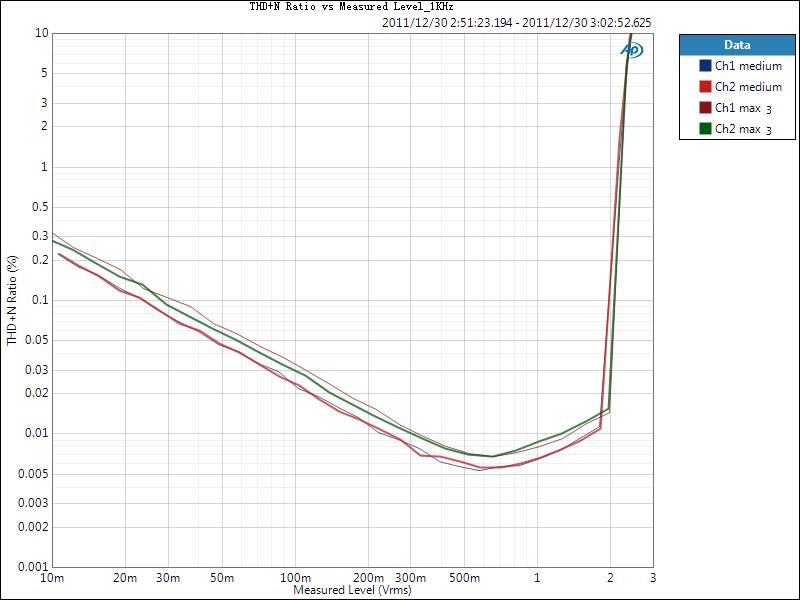 THD+N Ratio vs Measured Level_1KHz
2011/12/30 2:51:23.194 - 2011/12/30 3:02:52.625
AP
Data
Ch1 medium
Ch2 medium
Ch1 max 3
Ch2 max 3
THD+N Ratio (%)
10
5
3
2
1
0.5
0.3
0.2
0.1
0.05
0.03
0.02
0.01
0.005
0.003
0.002
0.001
10m 20m 30m 50m 100m 200m 300m 500m 1 2 3
Measured Level (Vrms)